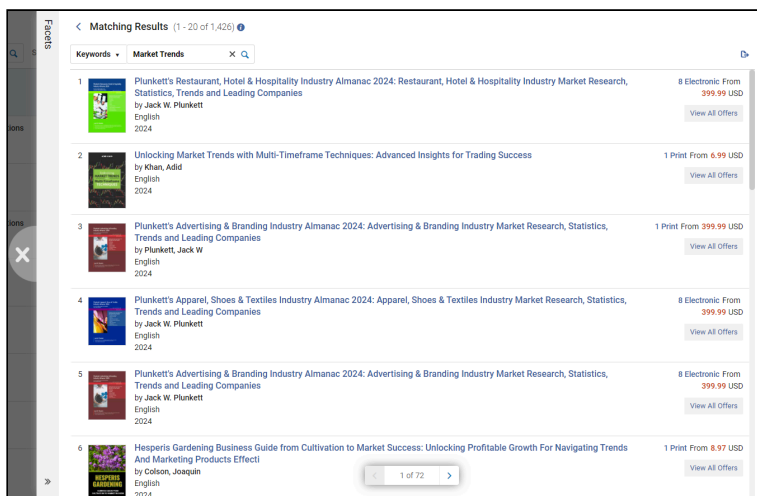 Facets
Matching Results (1 - 20 of 1,426)
Keywords
Market Trends
S
tions
tions
1
Plunkett's Restaurant, Hotel & Hospitality Industry Almanac 2024: Restaurant, Hotel & Hospitality Industry Market Research,
Statistics, Trends and Leading Companies
by Jack W. Plunkett
English
2024
8 Electronic From
399.99 USD
View All Offers
2
Unlocking Market Trends with Multi-Timeframe Techniques: Advanced Insights for Trading Success
by Khan, Adid
English
2024
1 Print From 6.99 USD
View All Offers
3
Plunkett's Advertising & Branding Industry Almanac 2024: Advertising & Branding Industry Market Research, Statistics,
Trends and Leading Companies
by Plunkett, Jack W
English
2024
1 Print From 399.99 USD
View All Offers
4
Plunkett's Apparel, Shoes & Textiles Industry Almanac 2024: Apparel, Shoes & Textiles Industry Market Research, Statistics,
Trends and Leading Companies
by Jack W. Plunkett
English
2024
8 Electronic From
399.99 USD
View All Offers
5
Plunkett's Advertising & Branding Industry Almanac 2024: Advertising & Branding Industry Market Research, Statistics,
Trends and Leading Companies
by Jack W. Plunkett
English
2024
8 Electronic From
399.99 USD
View All Offers
6
HESPERIS
GARDENING
Hesperis Gardening Business Guide from Cultivation to Market Success: Unlocking Profitable Growth For Navigating Trends
And Marketing Products Effecti
by Colson, Joaquin
English
2024
1 Print From 8.97 USD
View All Offers
1 of 72